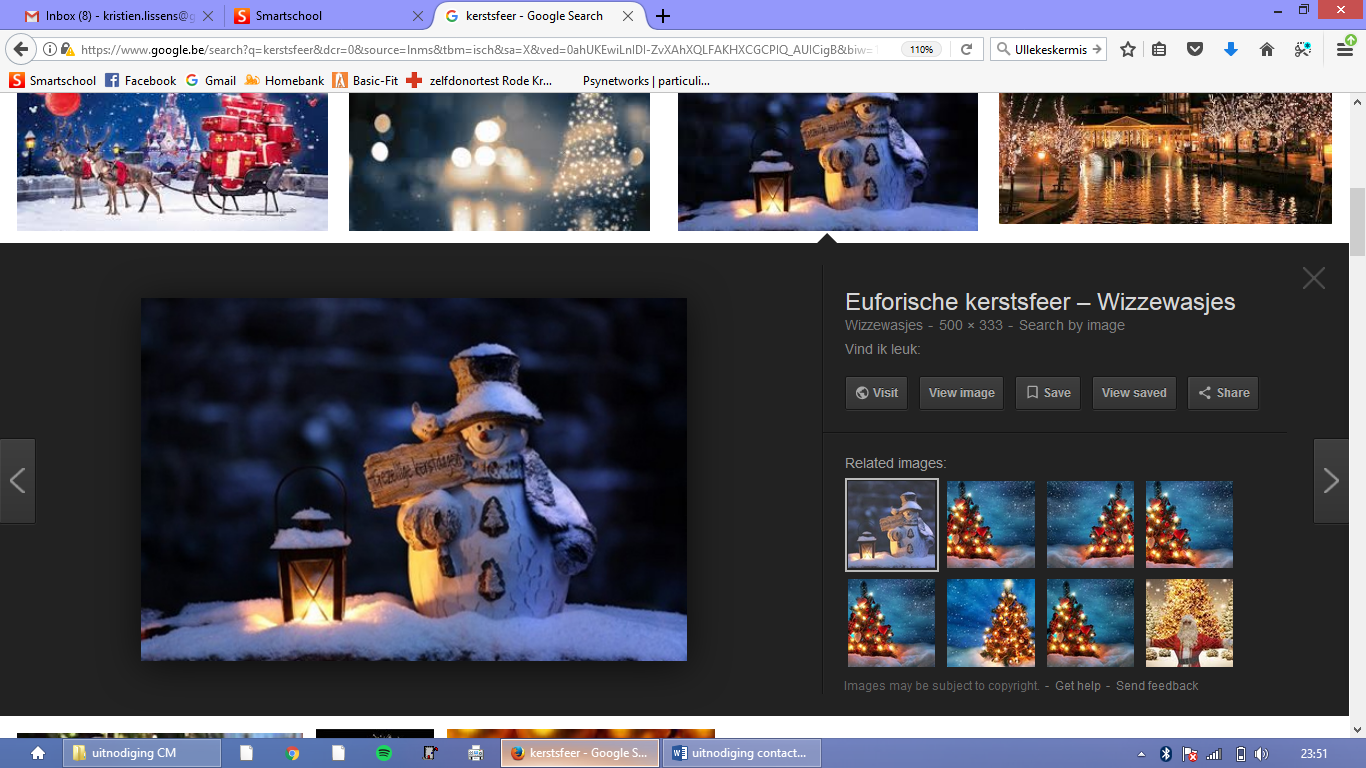 Inbox (8) - kristien.lissens@g
Smartschool
kerstsfeer - Google Search
https://www.google.be/search?q=kerstsfeer&dcr=0&source=lnms&tbm=isch&sa=X&ved=0ahUKEwiLnIDI-ZvXAhXQLFAKHXCGCPIQ_AUICigB&biw=1
110%
Ullekeskermis
Smartschool
Facebook
Gmail
Homebank
Basic-Fit
zelfdonortest Rode Kr...
Psynetworks | particuli...
Gezellige kerstdagen
Euforische kerstsfeer – Wizzewasjes
Wizzewasjes - 500 × 333 - Search by image
Vind ik leuk:
Visit
View image
Save
View saved
Share
Related images:
Images may be subject to copyright. - Get help - Send feedback
uitnodiging CM
kerstsfeer - Google S...
uitnodiging contact...
23:51